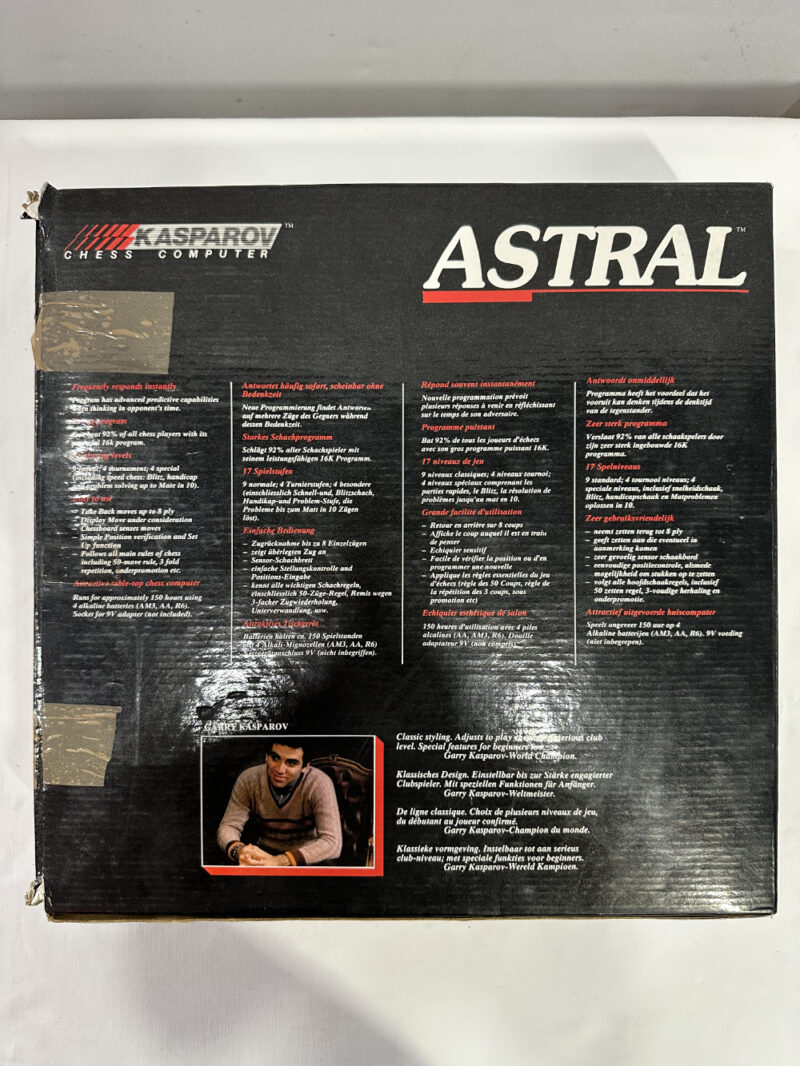 KASPAROV™
CHESS COMPUTER
ASTRAL™
Frequently responds instantly
Program has advanced predictive capabilities
thinking in opponent's time.
program
92% of all chess players with its
16k program.
levels
4 tournament; 4 special
(including speed chess: Blitz, handicap
problem solving up to Mate in 10).
to use
- Take Back moves up to 8 ply
Display Move under consideration
Chessboard senses moves
Simple Position verification and Set
Up function
- Follows all main rules of chess
including 50-move rule, 3 fold
repetition, underpromotion etc.
Attractive table-top chess computer
Runs for approximately 150 hours using
4 alkaline batteries (AM3, AA, R6).
Socket for 9V adapter (not included).
Antwortet häufig sofort, scheinbar ohne
Bedenkzeit
Neue Programmierung findet Antworten
auf mehrere Züge des Gegners während
dessen Bedenkzeit.
Starkes Schachprogramm
Schlägt 92% aller Schachspieler mit
seinem leistungsfähigen 16K Programm.
17 Spielstufen
9 normale; 4 Turnierstufen; 4 besondere
(einschliesslich Schnell-und, Blitzschach,
Handikap-und Problem-Stufe, die
Probleme bis zum Matt in 10 Zügen
löst).
Einfache Bedienung
- Zugrücknahme bis zu 8 Einzelzügen
- zeigt überlegten Zug an
- Sensor-Schachbrett
- einfache Stellungskontrolle und
Positions-Eingabe
- kennt alle wichtigen Schachregeln,
einschliesslich 50-Züge-Regel, Remis wegen
3-facher Zugwiederholung,
Unterverwandlung, usw.
Attraktives Tischgerät
Batterien halten ca. 150 Spielstunden
4 Alkali-Mignozellen (AM3, AA, R6)
9V (nicht inbegriffen).
Répond souvent instantanément
Nouvelle programmation prévoit
plusieurs réponses à venir en réfléchissant
sur le temps de son adversaire.
Programme puissant
Bat 92% de tous les joueurs d'échecs
avec son gros programme puissant 16K.
17 niveaux de jeu
9 niveaux classiques; 4 niveaux tournoi;
4 niveaux spéciaux comprenant les
parties rapides, le Blitz, la résolution de
problèmes jusqu'au mat en 10.
Grande facilité d'utilisation
- Retour en arrière sur 8 coups
- Affiche le coup auquel il est en train
de penser
- Echiquier sensitif
- Facile de vérifier la position ou d'en
programmer une nouvelle
- Applique les règles essentielles du jeu
d'échecs (règle des 50 Coups, règle de
la répétition des 3 coups, sous
promotion etc)
Echiquier esthétique de salon
150 heures d'utilisation avec 4 piles
alcalines (AA, AM3, R6). Douille
adaptateur 9V (non compris).
Antwoordt onmiddellijk
Programma heeft het voordeel dat het
vooruit kan denken tijdens de denktijd
van de tegenstander.
Zeer sterk programma
Verslaat 92% van alle schaakspelers door
zijn zeer sterk ingebouwde 16K
programma.
17 Spelniveaus
9 standard; 4 tournooi niveaus; 4
speciale niveaus, inclusief snelheidschaak,
Blitz, handicapschaak en Matproblemen
oplossen in 10.
Zeer gebruiksvriendelijk
- neemt zetten terug tot 8 ply
- geeft zetten aan die eventueel in
aanmerking komen
- zeer gevoelig sensor schaakbord
- eenvoudige positiecontrole, alsmede
mogelijkheid om stukken op te zetten
- volgt alle hoofdschaakregels, inclusief
50 zetten regel, 3-voudige herhaling en
onderpromotie.
Attractief uitgevoerde huiscomputer
Speelt ongeveer 150 uur op 4
Alkaline batterijen (AM3, AA, R6). 9V voeding
(niet inbegrepen).
GARRY KASPAROV
Classic styling. Adjusts to play serious club
level. Special features for beginners too.
Garry Kasparov-World Champion.
Klassisches Design. Einstellbar bis zur Stärke engagierter
Clubspieler. Mit speziellen Funktionen für Anfänger.
Garry Kasparov-Weltmeister.
De ligne classique. Choix de plusieurs niveaux de jeu,
du débutant au joueur confirmé.
Garry Kasparov-Champion du monde.
Klassieke vormgeving. Instelbaar tot aan serieus
club-niveau; met speciale funkties voor beginners.
Garry Kasparov-Wereld Kampioen.